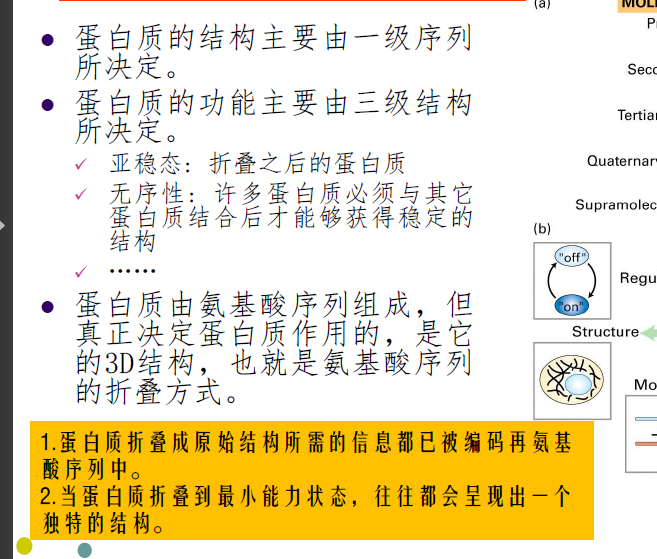 蛋白质的结构主要由一级序列
所决定。
蛋白质的功能主要由三级结构
所决定。
亚稳态：折叠之后的蛋白质
无序性：许多蛋白质必须与其它
蛋白质结合后才能够获得稳定的
结构
……
蛋白质由氨基酸序列组成，但
真正决定蛋白质作用的，是它
的3D结构，也就是氨基酸序列
的折叠方式。
1.蛋白质折叠成原始结构所需的信息都已被编码再氨基
酸序列中。
2.当蛋白质折叠到最小能力状态，往往都会呈现出一个
独特的结构。
(a)
MOL
P
Seco
Tertiar
Quaternar
Supramolec
(b)
"off"
"on"
Regu
Structure
Mo